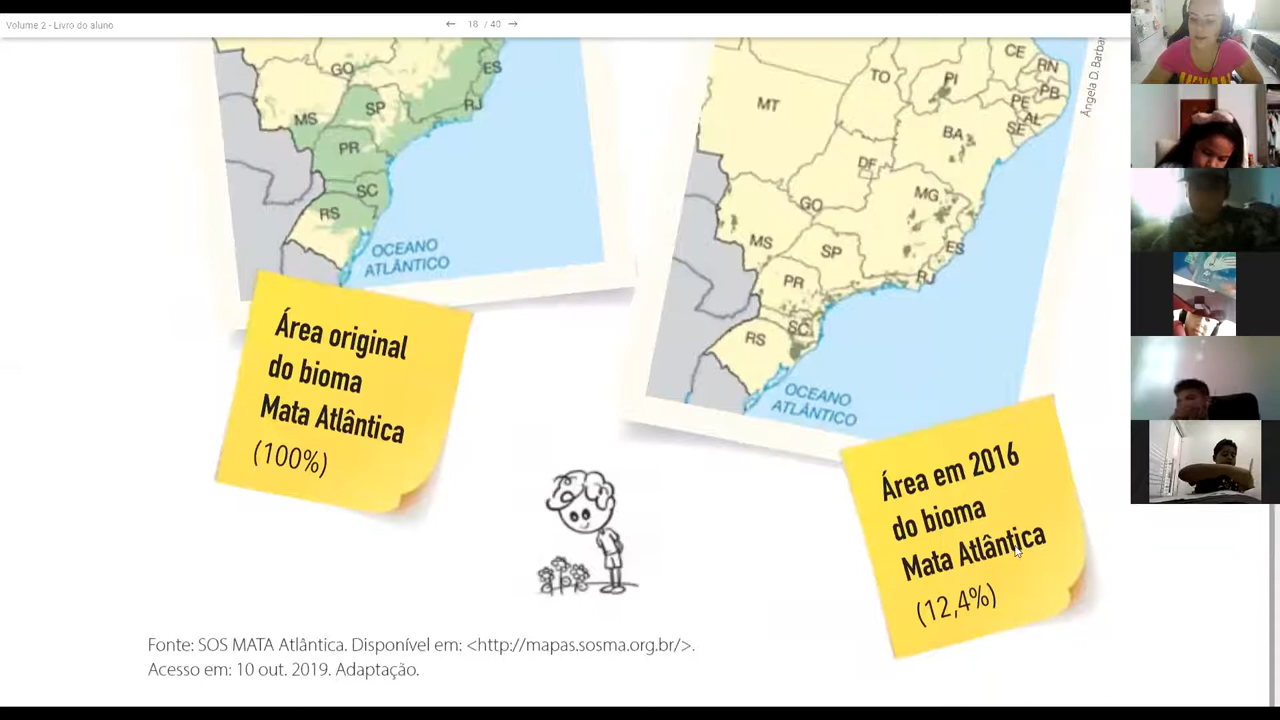 Volume 2 - Livro do aluno
← 18 / 40 →
GO
ES
MS
SP
RJ
PR
SC
RS
OCEANO
ATLÂNTICO
Área original
do bioma
Mata Atlântica
(100%)
CE
RN
TO
PI
PB
MT
PE
AL
BA
SE
DF
MG
GO
ES
MS
SP
RJ
PR
SC
RS
OCEANO
ATLÂNTICO
Ângela D. Barbar
Área em 2016
do bioma
Mata Atlântica
(12,4%)
Fonte: SOS MATA Atlântica. Disponível em: <http://mapas.sosma.org.br/>.
Acesso em: 10 out. 2019. Adaptação.